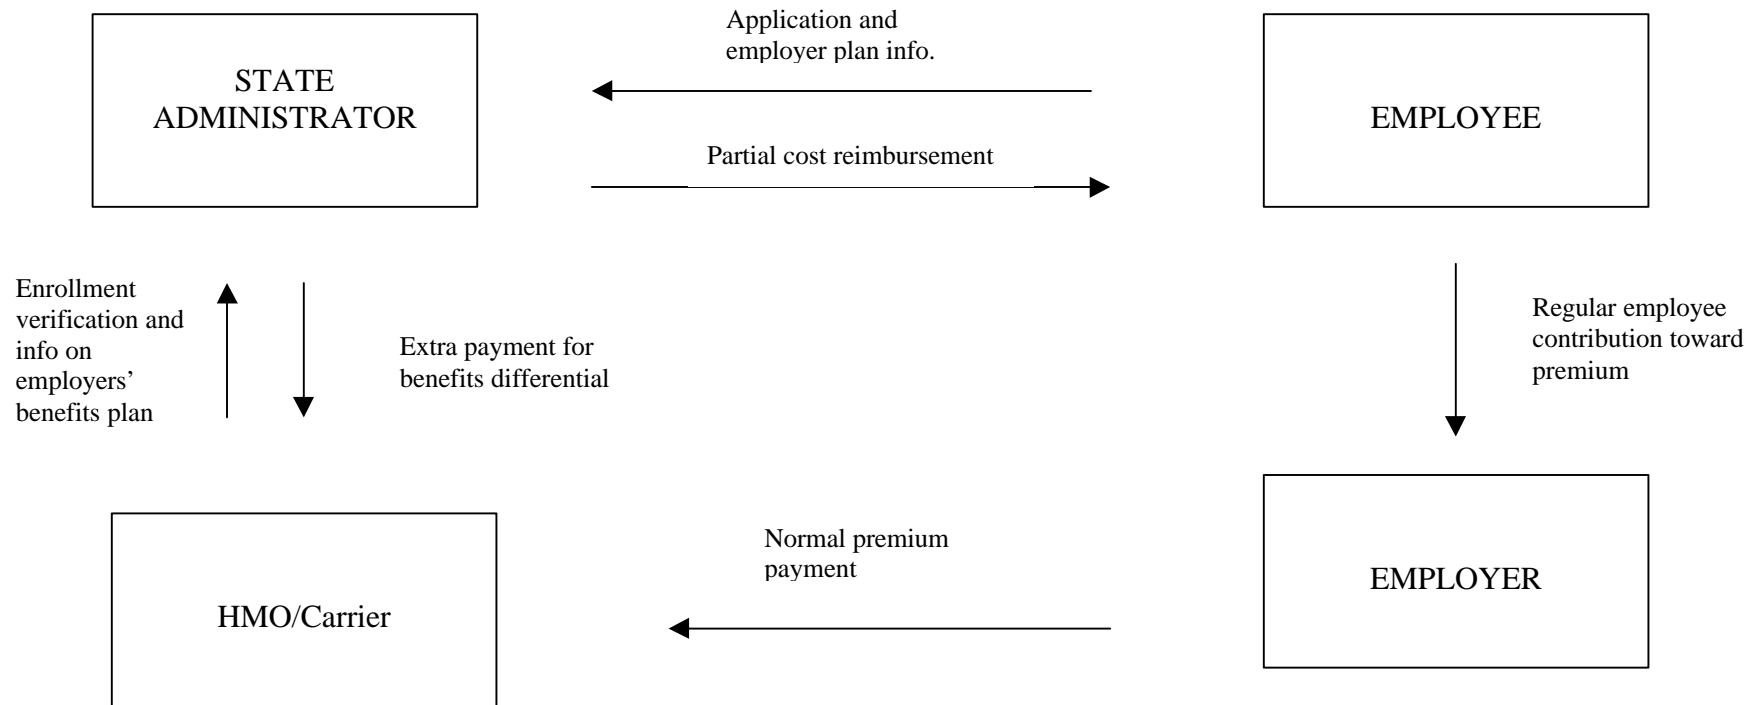 Application and
employer plan info.
STATE
ADMINISTRATOR
EMPLOYEE
Partial cost reimbursement
Enrollment
verification and
info on
employers’
benefits plan
Extra payment for
benefits differential
Regular employee
contribution toward
premium
Normal premium
payment
EMPLOYER
HMO/Carrier